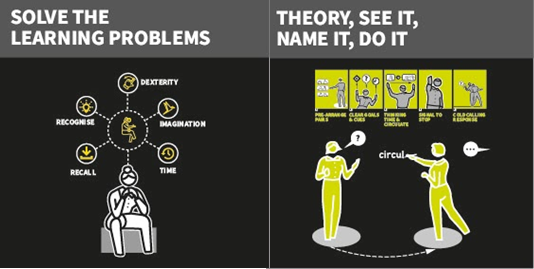 SOLVE THE
LEARNING PROBLEMS
DEXTERITY
RECOGNISE
IMAGINATION
RECALL
TIME
THEORY, SEE IT,
NAME IT, DO IT
PRE-ARRANGE
PAIRS
CLEAR GOALS
& CUES
THINKING
TIME &
CIRCULATE
SIGNAL TO
STOP
COLD CALLING
RESPONSE
?
circul
...